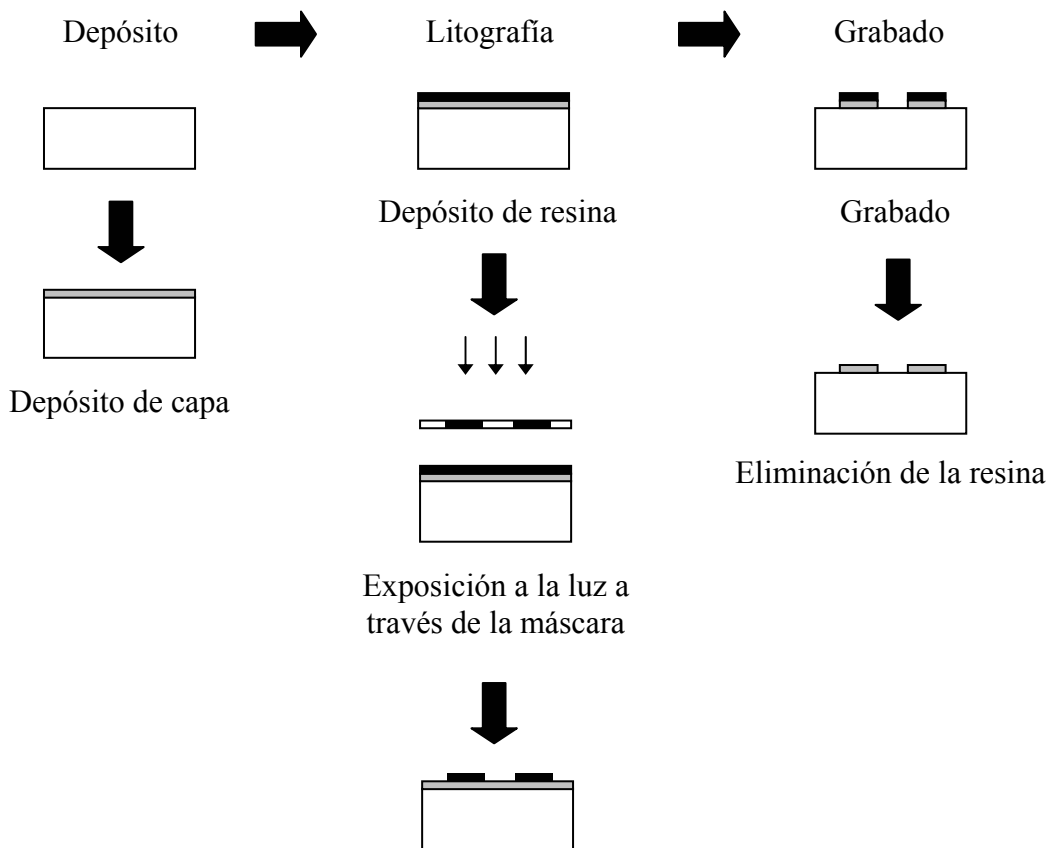 Depósito
Litografía
Grabado
Depósito de capa
Depósito de resina
Exposición a la luz a
través de la máscara
Grabado
Eliminación de la resina